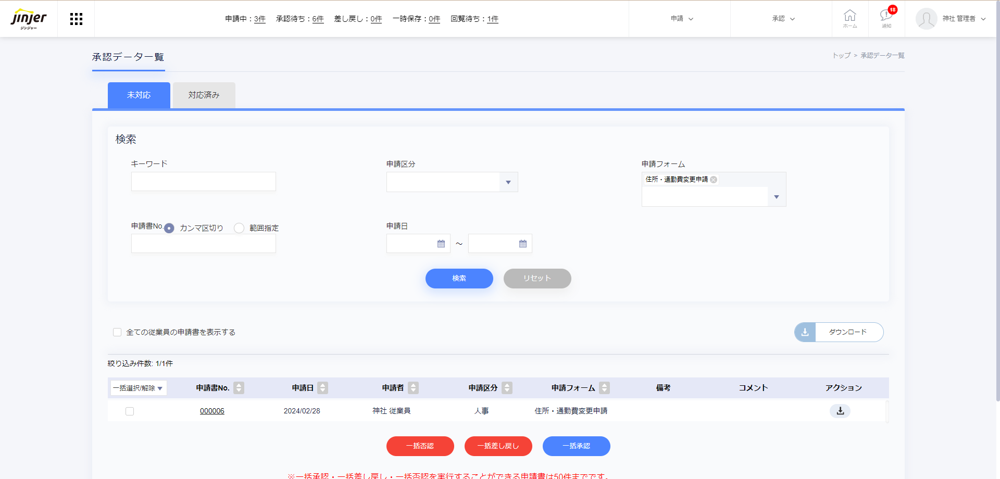 jinjer
ジンジャー
申請中：3件 承認待ち：6件 差し戻し：0件 一時保存：0件 回覧待ち：1件
申請
承認
ホーム
18
通知
神社 管理者
承認データ一覧
トップ > 承認データ一覧
未対応
対応済み
検索
キーワード
申請区分
申請フォーム
住所・通勤費変更申請
申請書No.
カンマ区切り
範囲指定
申請日
～
検索
リセット
全ての従業員の申請書を表示する
ダウンロード
絞り込み件数: 1/1件
一括選択/解除 申請書No. 申請日 申請者 申請区分 申請フォーム 備考 コメント アクション
000006 2024/02/28 神社 従業員 人事 住所・通勤費変更申請
一括否認
一括差し戻し
一括承認
※一括承認・一括差し戻し・一括否認を実行することができる申請書は50件までです。